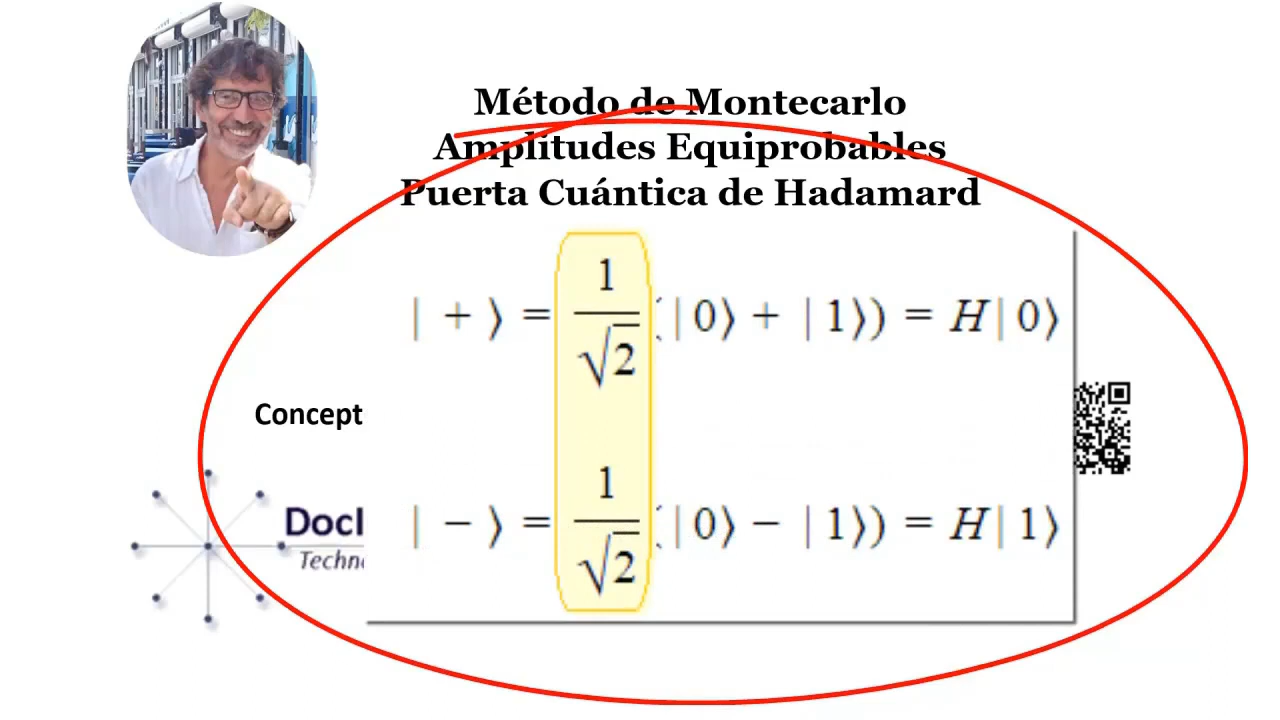 Método de Montecarlo
Amplitudes Equiprobables
Puerta Cuántica de Hadamard
| + ⟩ = 1/√2 (|0⟩ + |1⟩) = H|0⟩
Concept
| − ⟩ = 1/√2 (|0⟩ − |1⟩) = H|1⟩